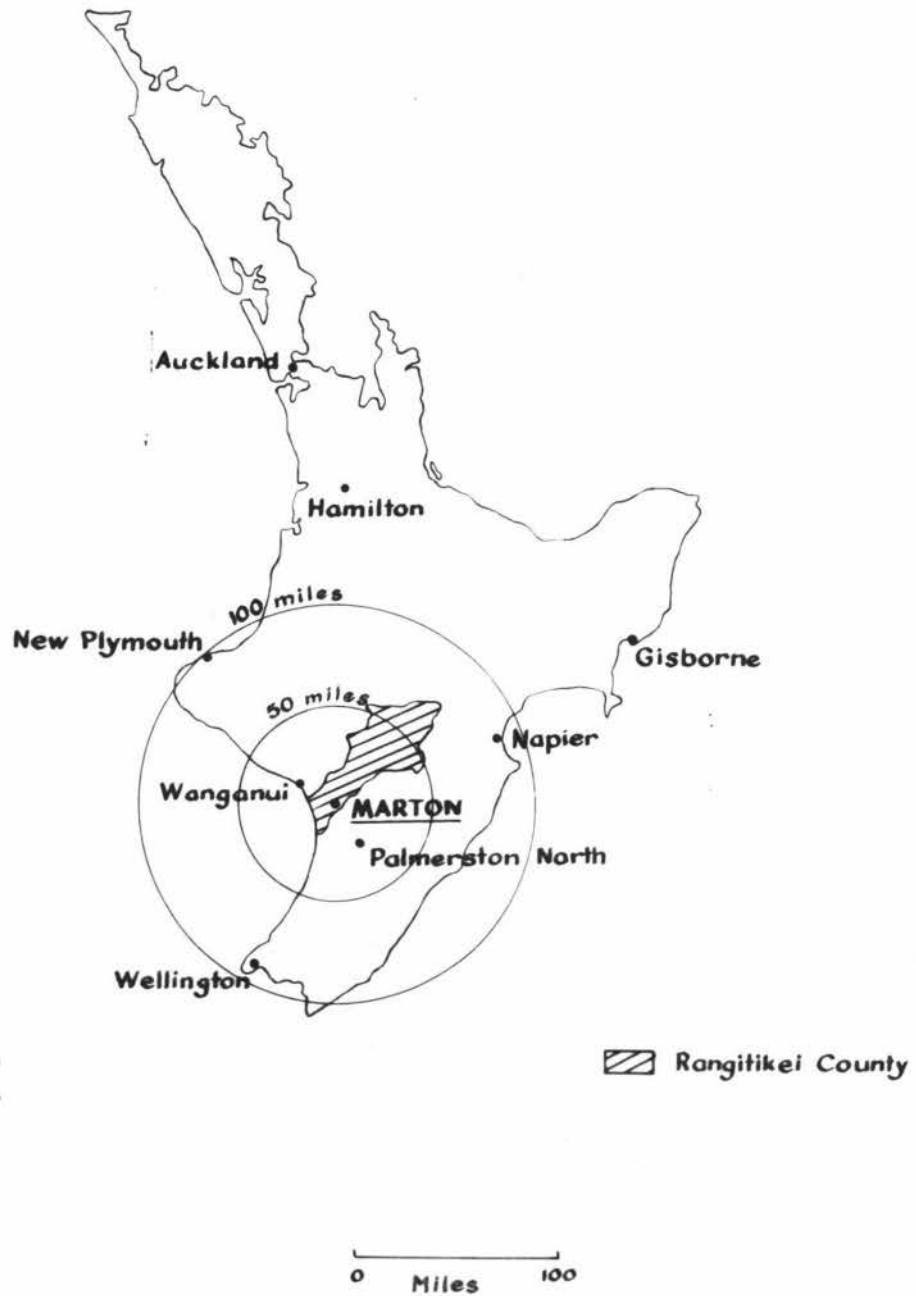 Auckland
Hamilton
100 miles
New Plymouth
Gisborne
50 miles
Napier
Wanganui
MARTON
Palmerston North
Wellington
Rangitikei County
0 100
Miles